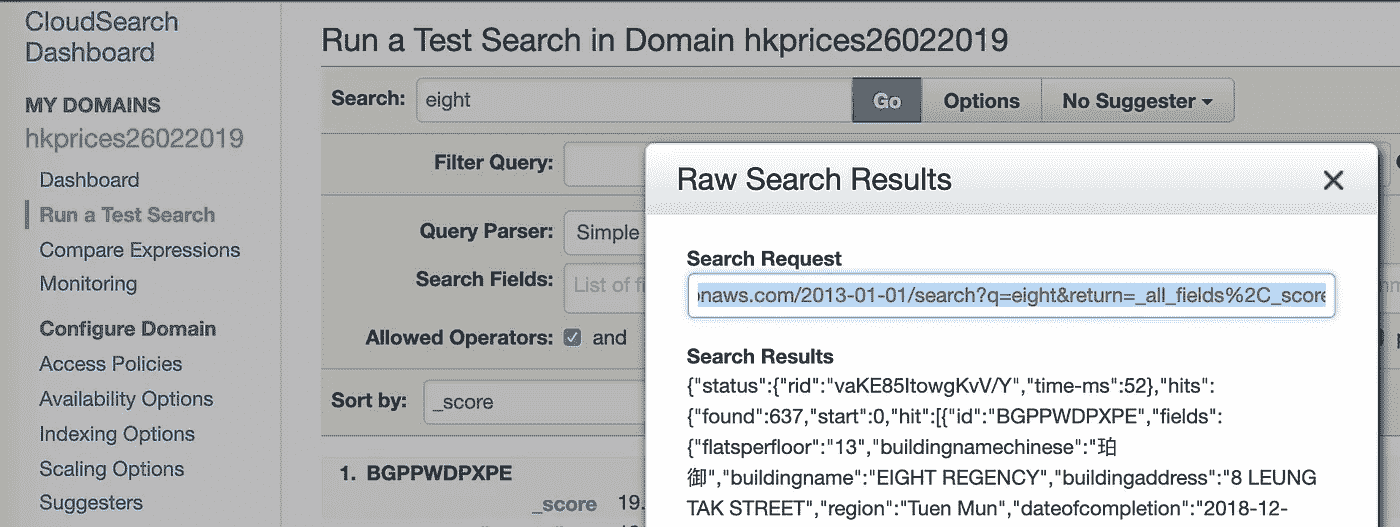 CloudSearch
Dashboard
MY DOMAINS
hkprices26022019
Dashboard
Run a Test Search
Compare Expressions
Monitoring
Configure Domain
Access Policies
Availability Options
Indexing Options
Scaling Options
Suggesters
Run a Test Search in Domain hkprices26022019
Search: eight Go Options No Suggester
Filter Query:
Query Parser: Simple
Search Fields: List of
Allowed Operators: and
Sort by: _score
1. BGPPWDPXPE
_score 19.
Raw Search Results
Search Request
naws.com/2013-01-01/search?q=eight&return=_all_fields%2C_score
Search Results
{"status":{"rid":"vaKE85ItowgKvV/Y","time-ms":52},"hits":
{"found":637,"start":0,"hit":[{"id":"BGPPWDPXPE","fields":
{"flatsperfloor":"13","buildingnamechinese":"珀
御","buildingname":"EIGHT REGENCY","buildingaddress":"8 LEUNG
TAK STREET","region":"Tuen Mun","dateofcompletion":"2018-12-